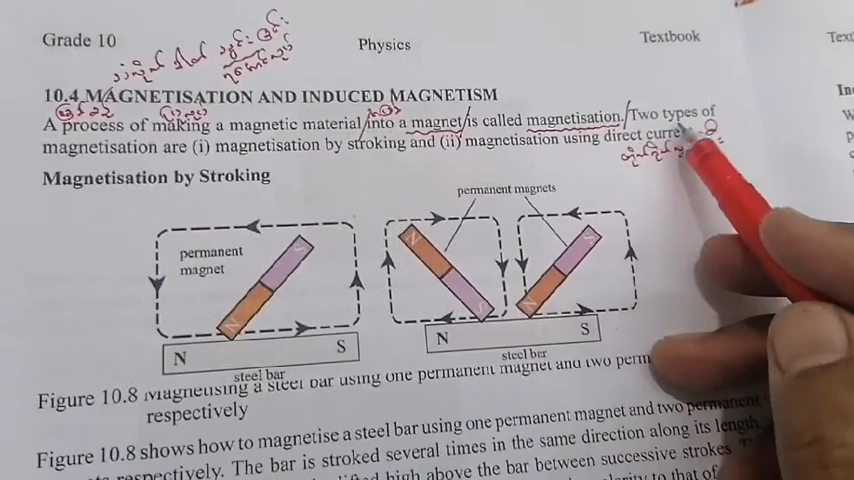 Grade 10
Physics
Textbook
Text
10.4 MAGNETISATION AND INDUCED MAGNETISM
A process of making a magnetic material into a magnet is called magnetisation. Two types of
magnetisation are (i) magnetisation by stroking and (ii) magnetisation using direct curre
Magnetisation by Stroking
permanent magnets
permanent
magnet
N
S
N
S
S
N
N
S
steel bar
N
S
steel bar
Figure 10.8 Magnetising a steel bar using one permanent magnet and two perm
respectively
Figure 10.8 shows how to magnetise a steel bar using one permanent magnet and two permanent
respectively. The bar is stroked several times in the same direction along its length
lifted high above the bar between successive strokes
polarity to that of